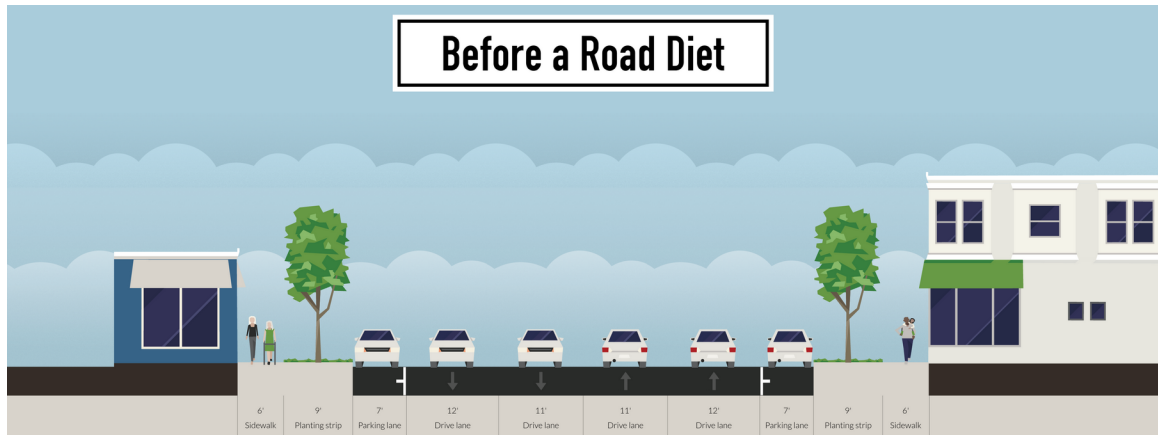 Before a Road Diet
6' 9' 7' 12' 11' 11' 12' 7' 9' 6'
Sidewalk Planting strip Parking lane Drive lane Drive lane Drive lane Drive lane Parking lane Planting strip Sidewalk